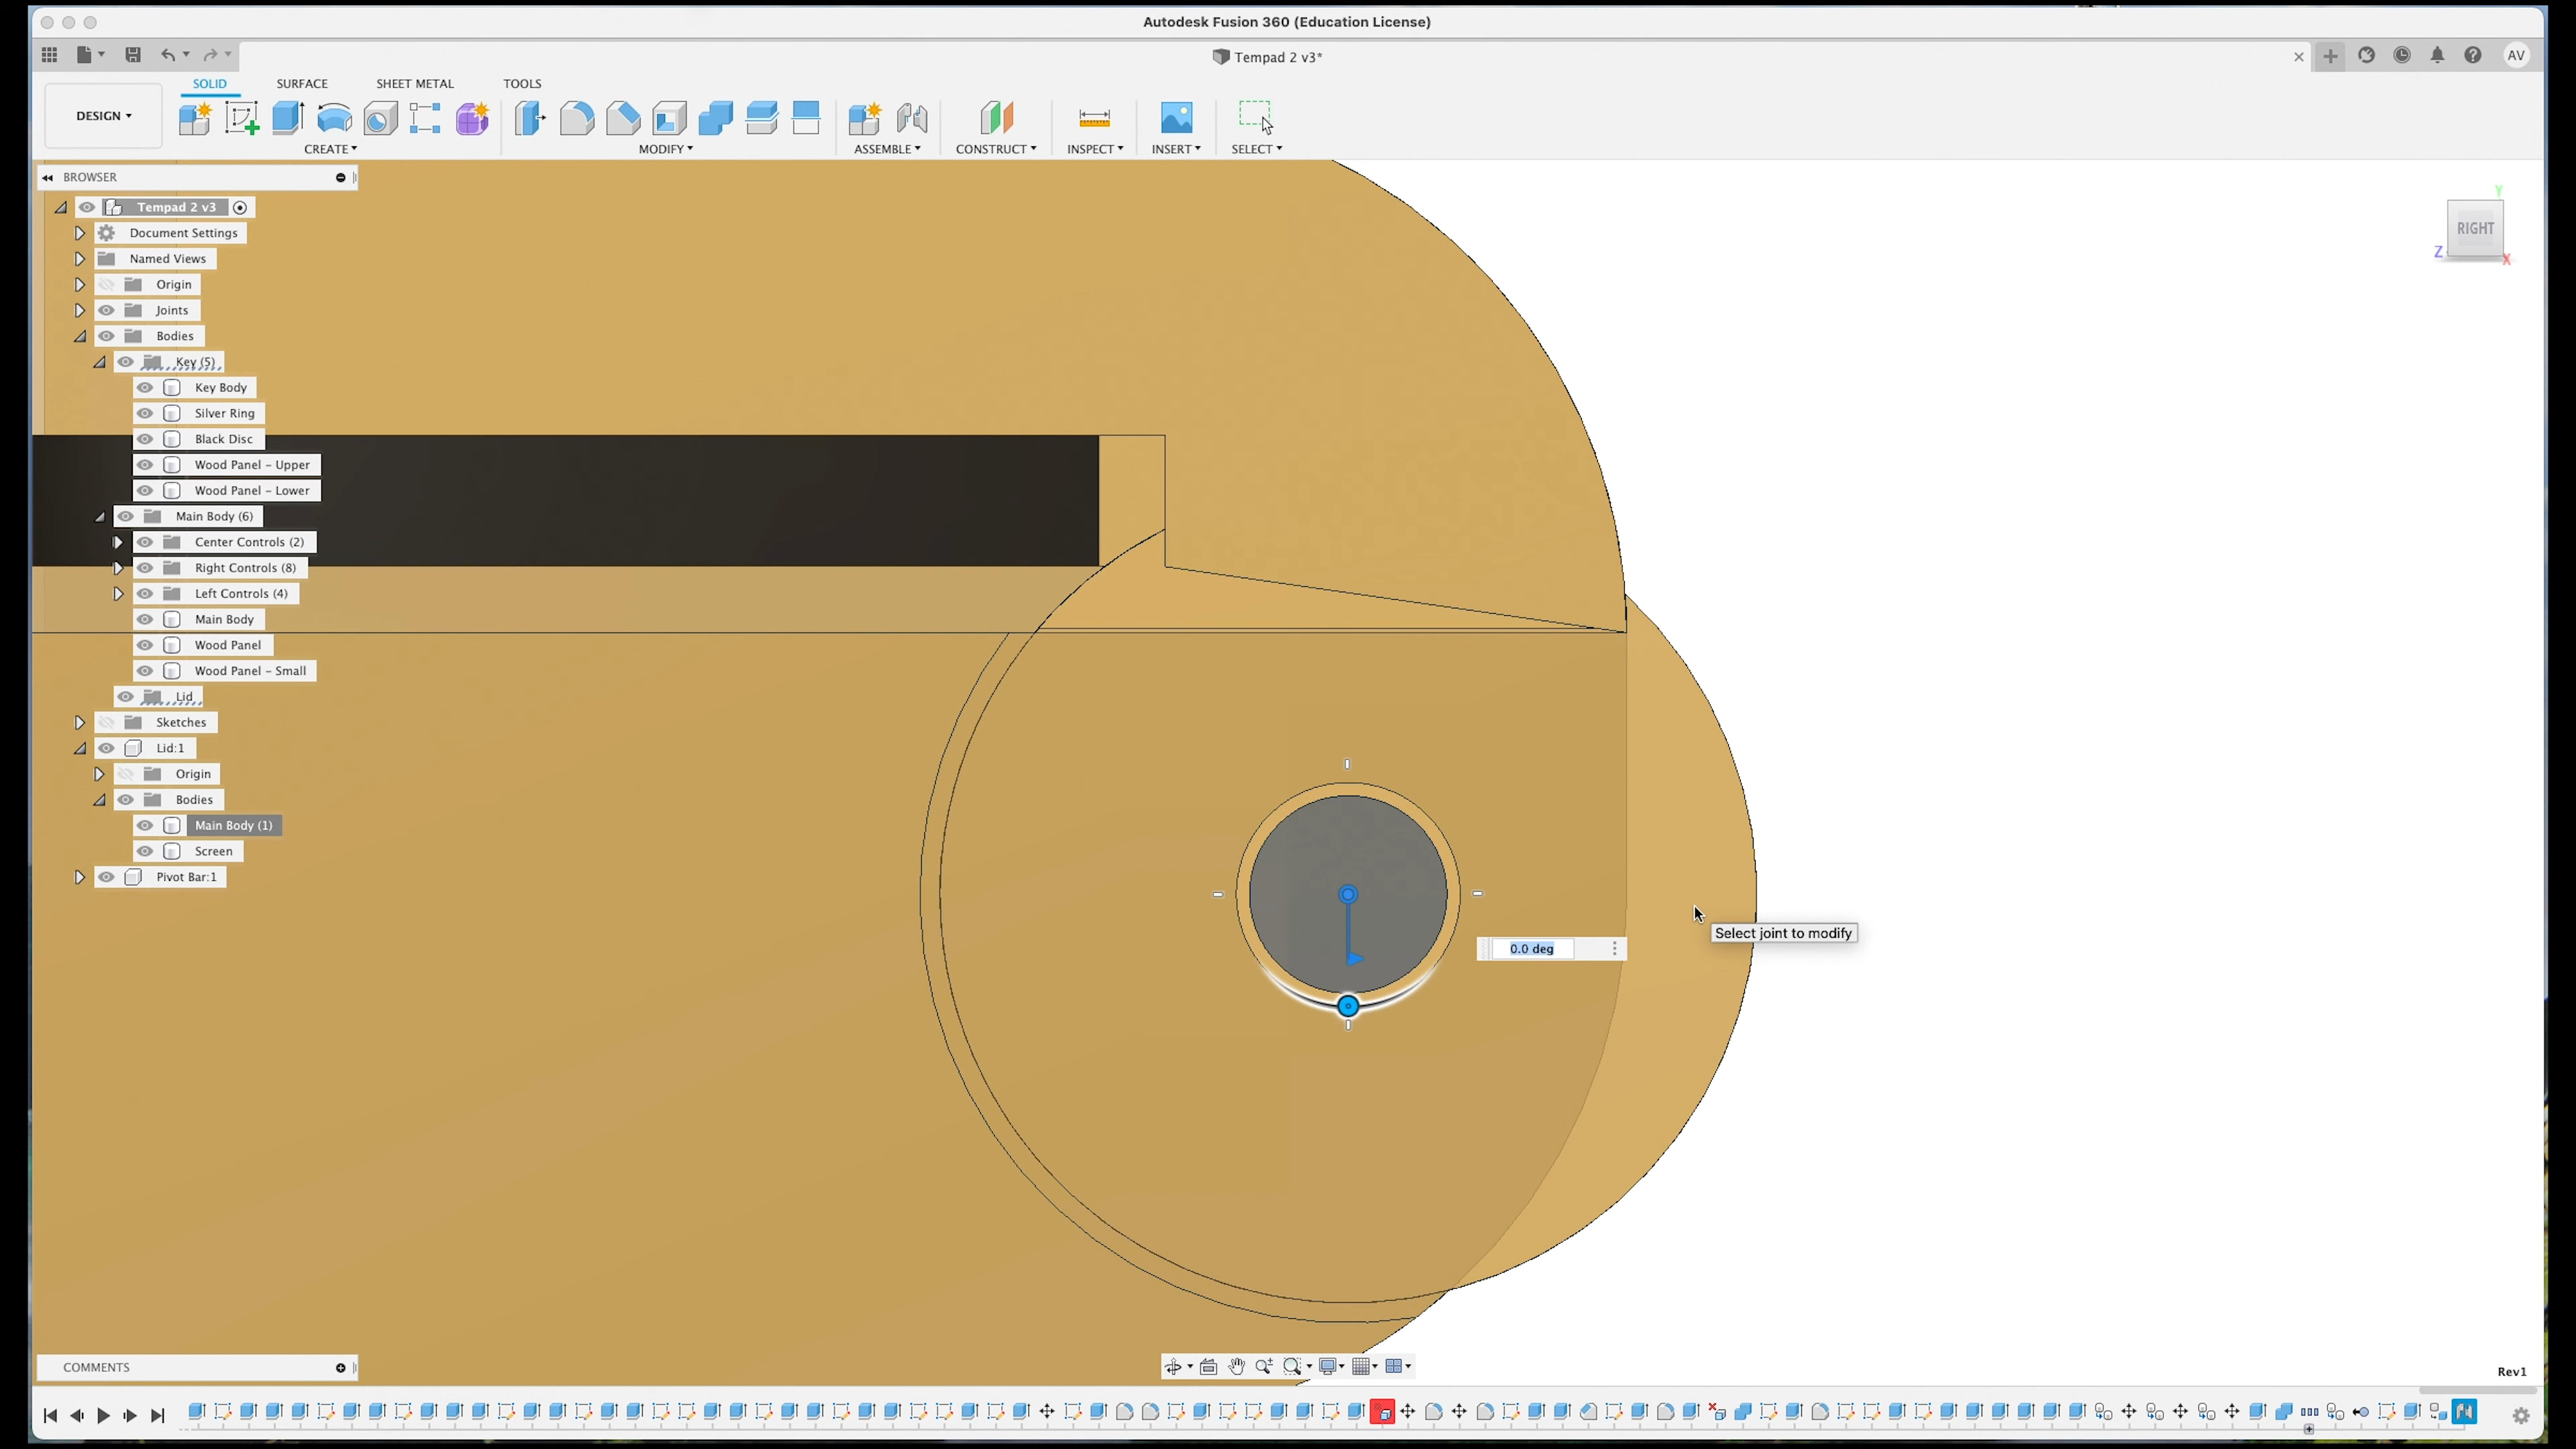 Autodesk Fusion 360 (Education License)
Tempad 2 v3*
AV
SOLID SURFACE SHEET METAL TOOLS
DESIGN
CREATE MODIFY ASSEMBLE CONSTRUCT INSPECT INSERT SELECT
BROWSER
Tempad 2 v3
Document Settings
Named Views
Origin
Joints
Bodies
Key (5)
Key Body
Silver Ring
Black Disc
Wood Panel - Upper
Wood Panel - Lower
Main Body (6)
Center Controls (2)
Right Controls (8)
Left Controls (4)
Main Body
Wood Panel
Wood Panel - Small
Lid
Sketches
Lid:1
Origin
Bodies
Main Body (1)
Screen
Pivot Bar:1
Y
RIGHT
Z
X
Select joint to modify
0.0 deg
COMMENTS
Rev1